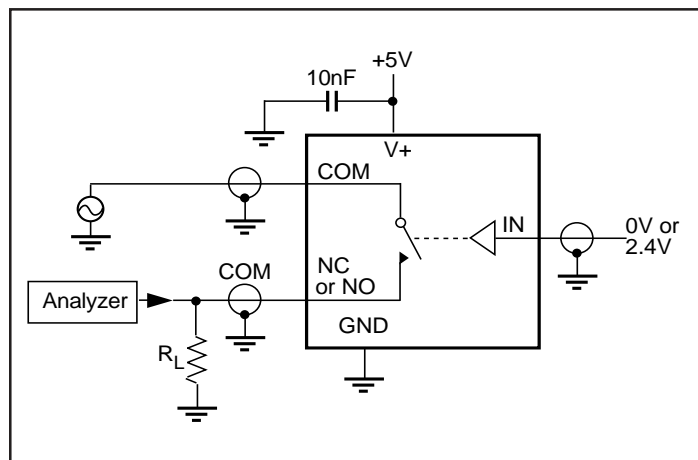 +5V
10nF
V+
COM
IN
0V or
2.4V
COM
NC
or NO
Analyzer
GND
RL